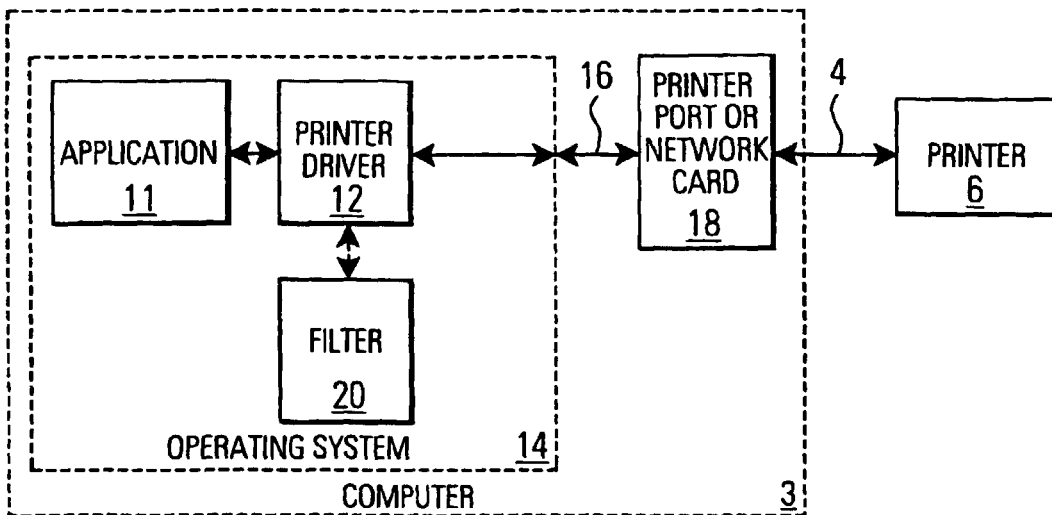 APPLICATION
11
PRINTER
DRIVER
12
FILTER
20
OPERATING SYSTEM
14
16
PRINTER
PORT OR
NETWORK
CARD
18
4
PRINTER
6
COMPUTER
3